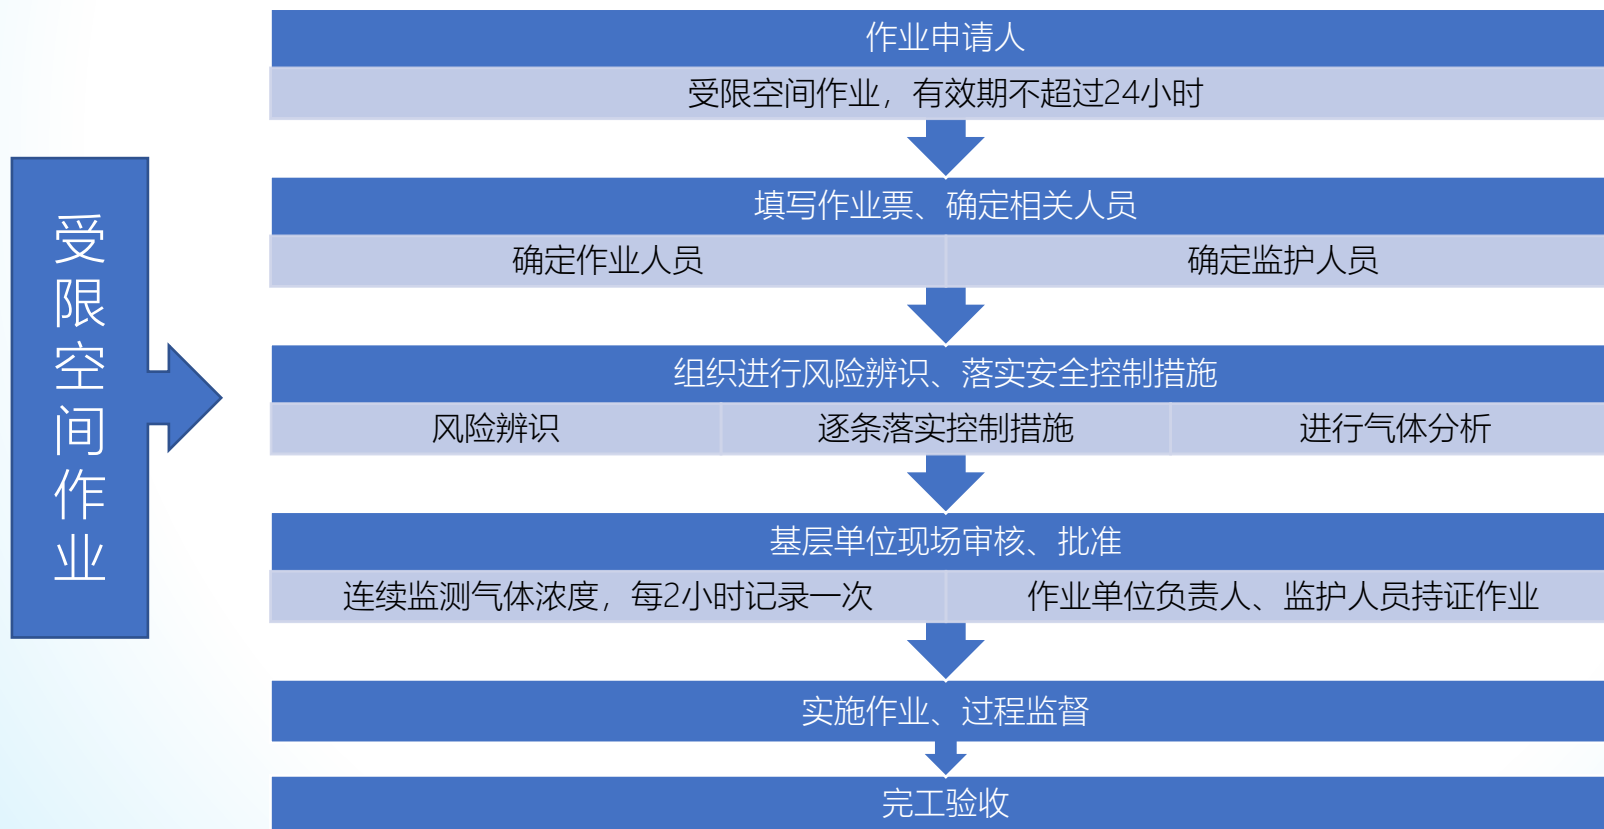 受限空间作业
作业申请人
受限空间作业，有效期不超过24小时
填写作业票、确定相关人员
确定作业人员
确定监护人员
组织进行风险辨识、落实安全控制措施
风险辨识
逐条落实控制措施
进行气体分析
基层单位现场审核、批准
连续监测气体浓度，每2小时记录一次
作业单位负责人、监护人员持证作业
实施作业、过程监督
完工验收